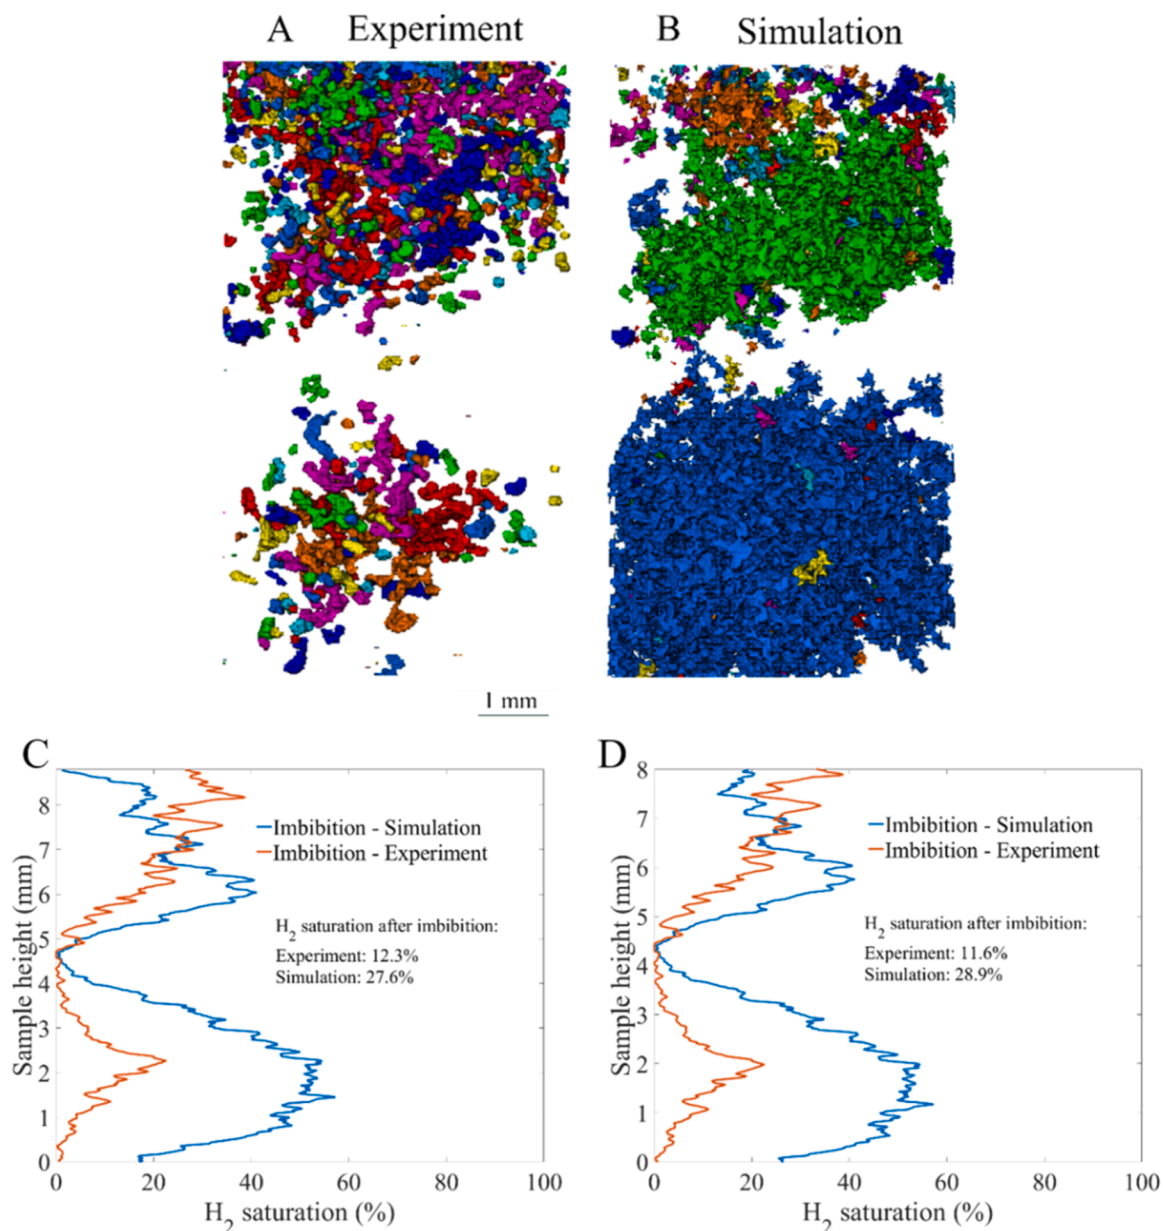 A Experiment
B Simulation
1 mm
C
Sample height (mm)
8
7
6
5
4
3
2
1
0
Imbibition - Simulation
Imbibition - Experiment
H2 saturation after imbibition:
Experiment: 12.3%
Simulation: 27.6%
0 20 40 60 80 100
H2 saturation (%)
D
Sample height (mm)
8
7
6
5
4
3
2
1
0
Imbibition - Simulation
Imbibition - Experiment
H2 saturation after imbibition:
Experiment: 11.6%
Simulation: 28.9%
0 20 40 60 80 100
H2 saturation (%)